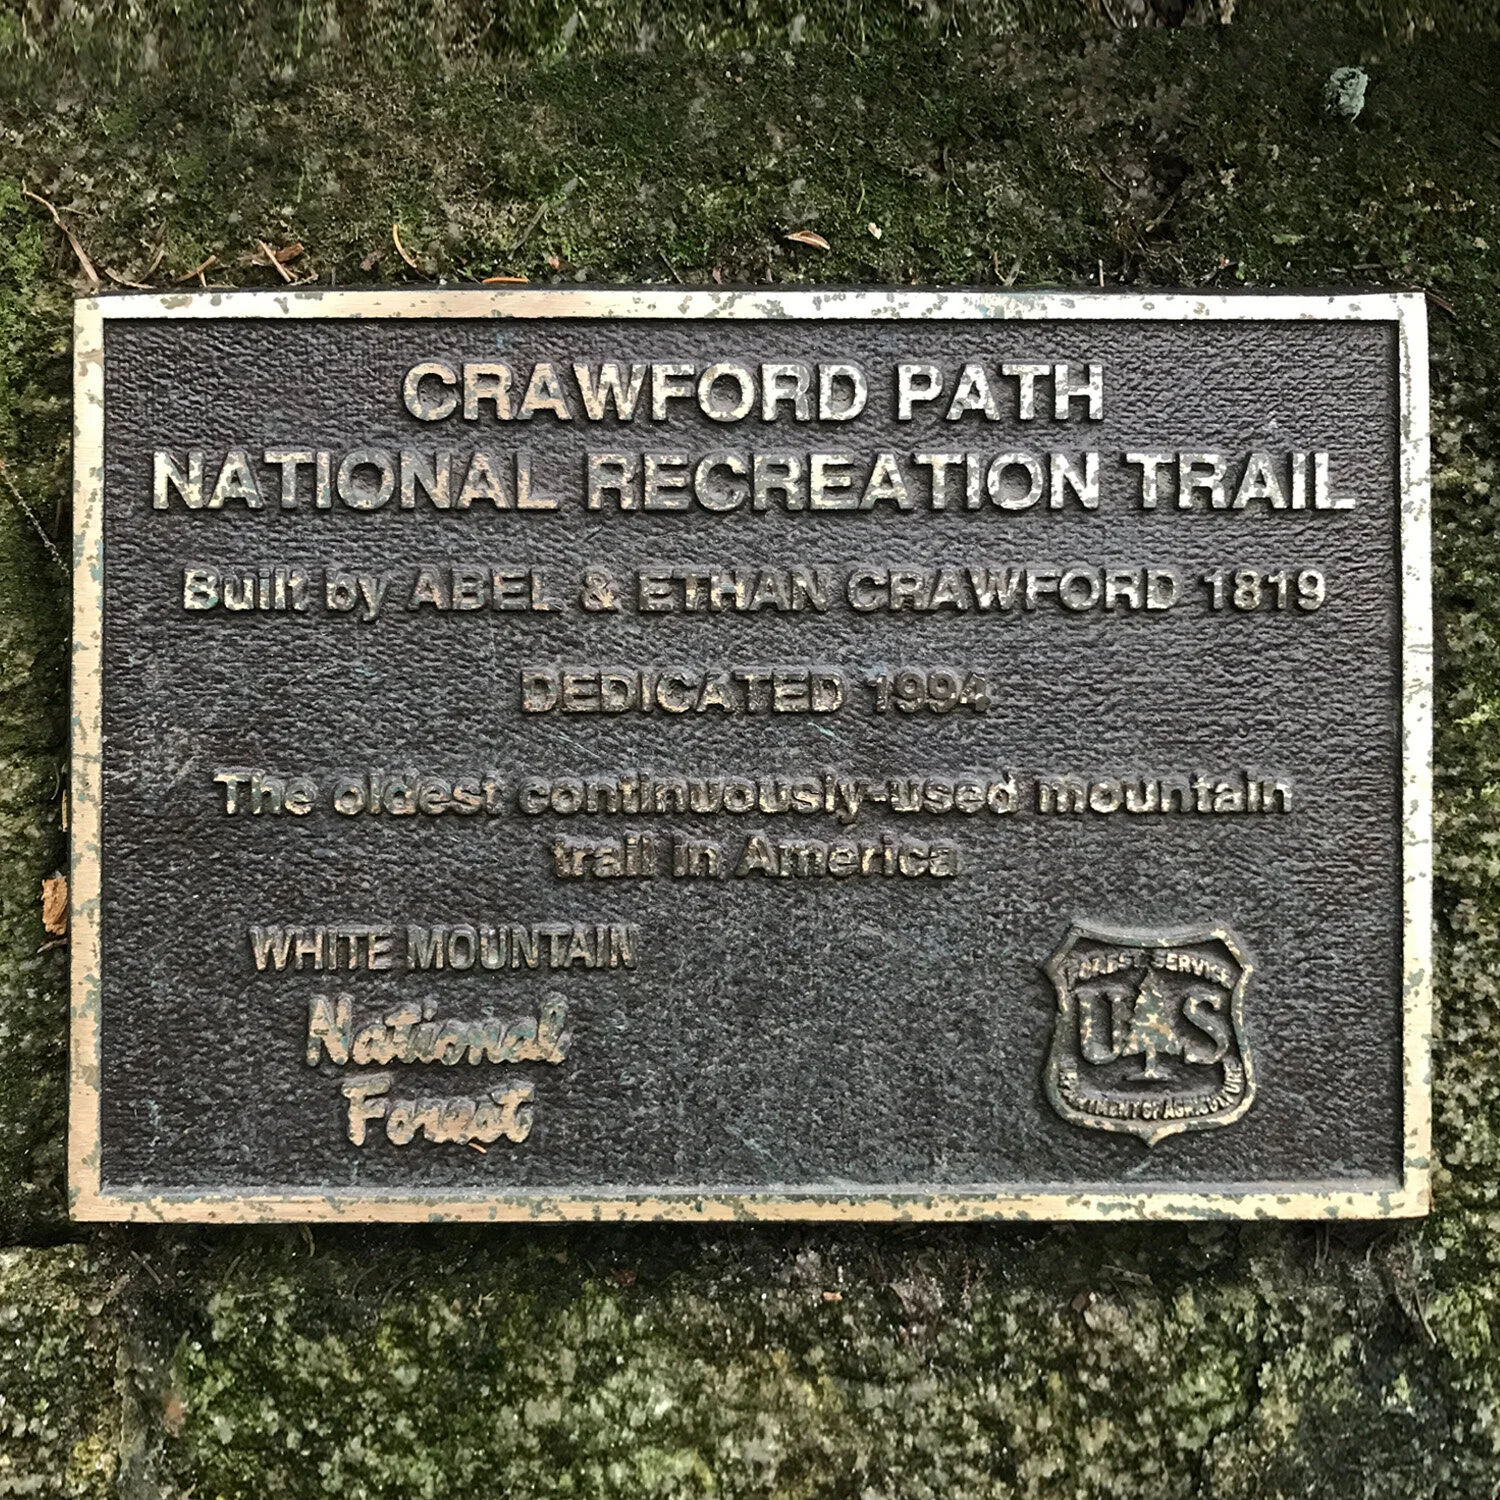 CRAWFORD PATH
NATIONAL RECREATION TRAIL
Built by ABEL & ETHAN CRAWFORD 1819
DEDICATED 1994
The oldest continuously-used mountain
trail in America
WHITE MOUNTAIN
National
Forest
FOREST SERVICE
U S
DEPARTMENT OF AGRICULTURE